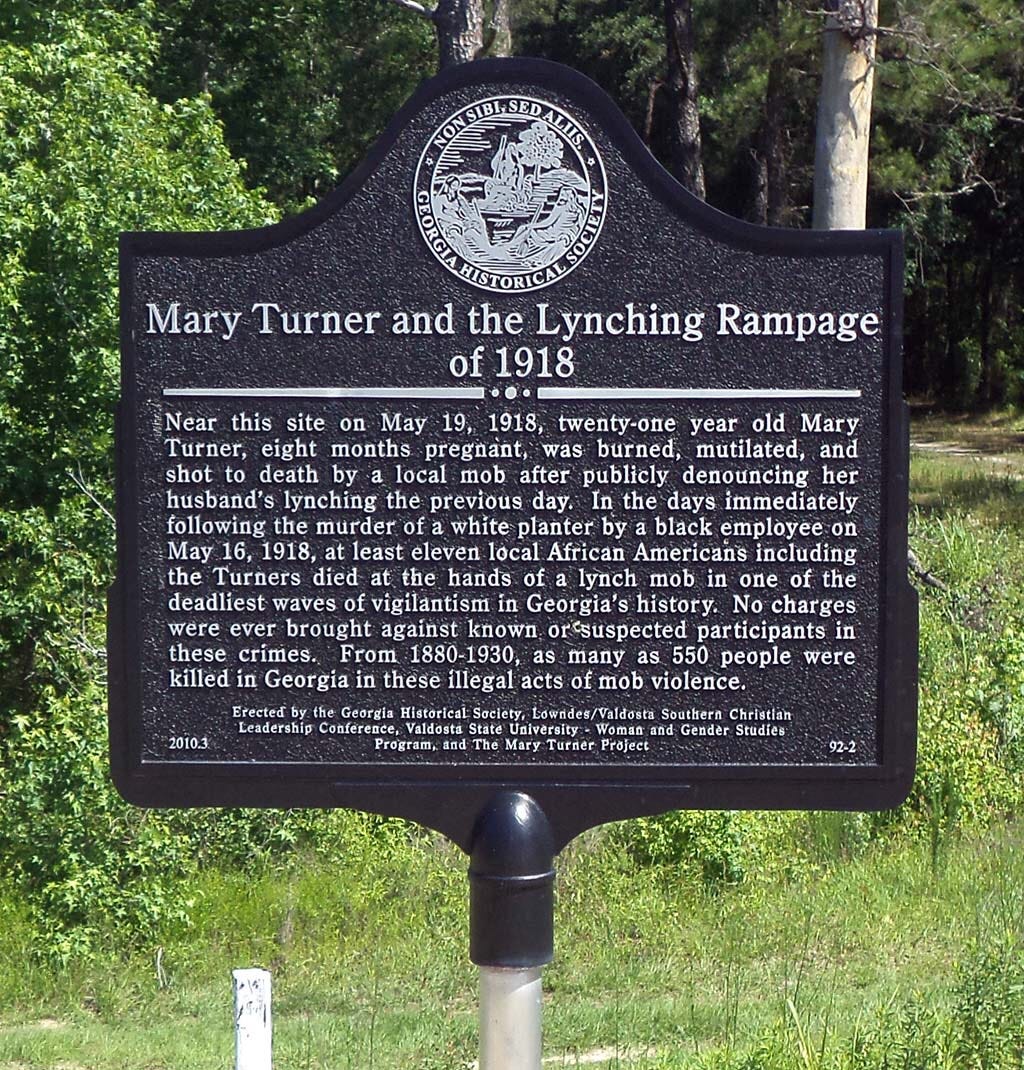 NON SIBI, SED ALIIS.
GEORGIA HISTORICAL SOCIETY
Mary Turner and the Lynching Rampage
of 1918
Near this site on May 19, 1918, twenty-one year old Mary
Turner, eight months pregnant, was burned, mutilated, and
shot to death by a local mob after publicly denouncing her
husband's lynching the previous day. In the days immediately
following the murder of a white planter by a black employee on
May 16, 1918, at least eleven local African Americans including
the Turners died at the hands of a lynch mob in one of the
deadliest waves of vigilantism in Georgia's history. No charges
were ever brought against known or suspected participants in
these crimes. From 1880-1930, as many as 550 people were
killed in Georgia in these illegal acts of mob violence.
Erected by the Georgia Historical Society, Lowndes/Valdosta Southern Christian
Leadership Conference, Valdosta State University - Woman and Gender Studies
2010.3 Program, and The Mary Turner Project 92-2